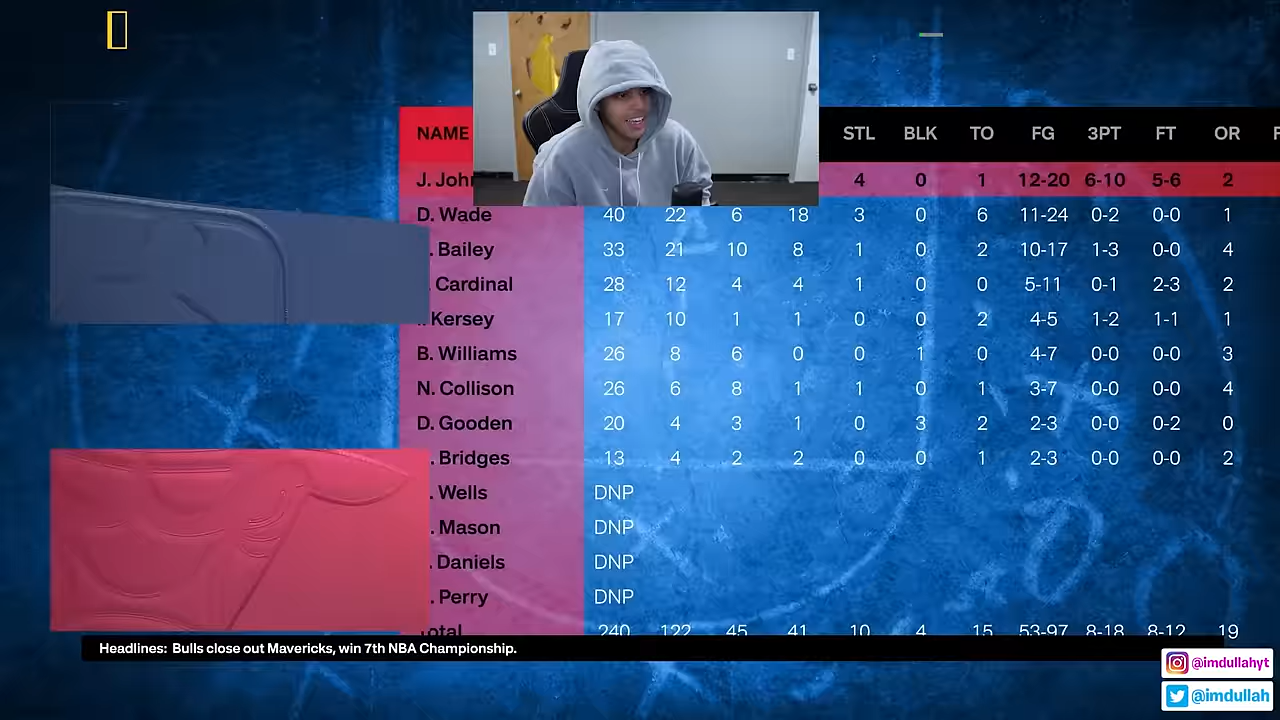 NAME STL BLK TO FG 3PT FT OR
J. 4 0 1 12-20 6-10 5-6 2
D. Wade 40 22 6 18 3 0 6 11-24 0-2 0-0 1
. Bailey 33 21 10 8 1 0 2 10-17 1-3 0-0 4
. Cardinal 28 12 4 4 1 0 0 5-11 0-1 2-3 2
. Kersey 17 10 1 1 0 0 2 4-5 1-2 1-1 1
B. Williams 26 8 6 0 0 1 0 4-7 0-0 0-0 3
N. Collison 26 6 8 1 1 0 1 3-7 0-0 0-0 4
D. Gooden 20 4 3 1 0 3 2 2-3 0-0 0-2 0
. Bridges 13 4 2 2 0 0 1 2-3 0-0 0-0 2
. Wells DNP
. Mason DNP
. Daniels DNP
. Perry DNP
Total 240 122 45 41 10 4 15 53-97 8-18 8-12 19
Headlines: Bulls close out Mavericks, win 7th NBA Championship.
@imdullahyt
@imdullah